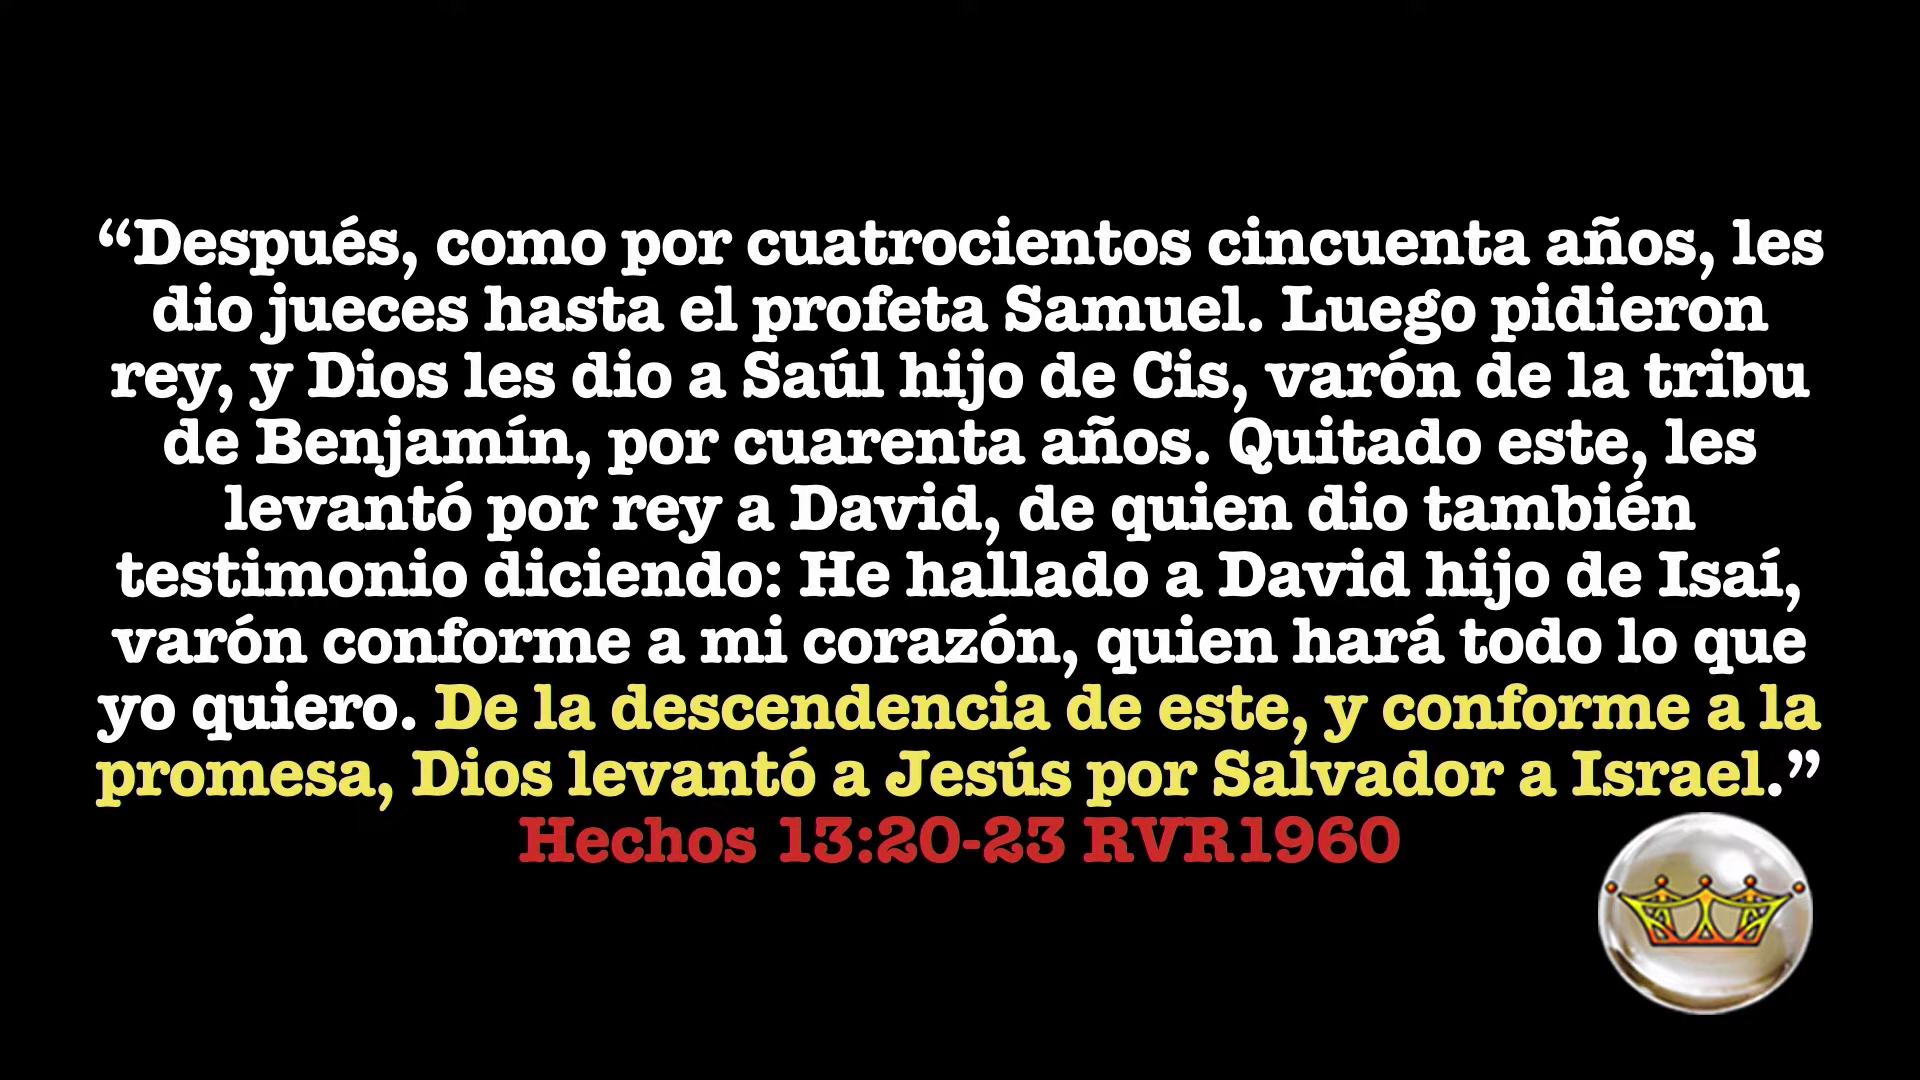 “Después, como por cuatrocientos cincuenta años, les
dio jueces hasta el profeta Samuel. Luego pidieron
rey, y Dios les dio a Saúl hijo de Cis, varón de la tribu
de Benjamín, por cuarenta años. Quitado este, les
levantó por rey a David, de quien dio también
testimonio diciendo: He hallado a David hijo de Isaí,
varón conforme a mi corazón, quien hará todo lo que
yo quiero. De la descendencia de este, y conforme a la
promesa, Dios levantó a Jesús por Salvador a Israel.”
Hechos 13:20-23 RVR1960